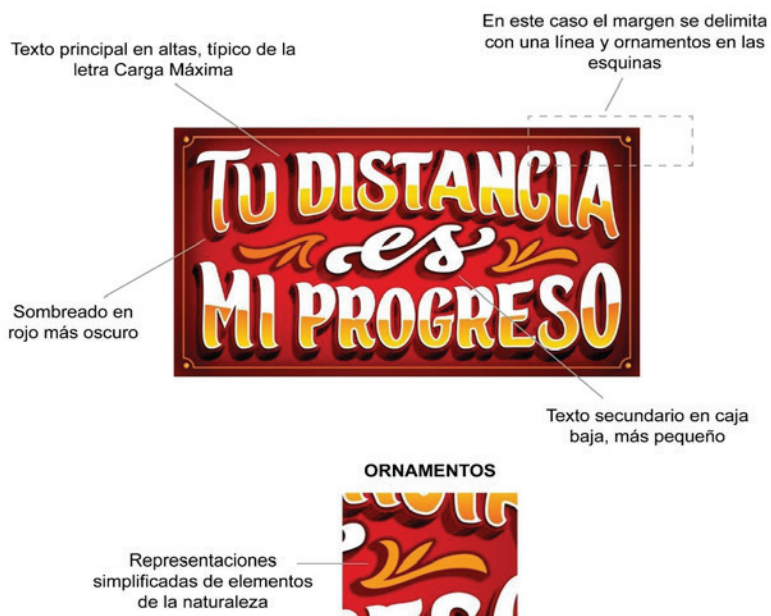 En este caso el margen se delimita
con una línea y ornamentos en las
esquinas
Texto principal en altas, típico de la
letra Carga Máxima
TU DISTANCIA
es
MI PROGRESO
Sombreado en
rojo más oscuro
Texto secundario en caja
baja, más pequeño
ORNAMENTOS
Representaciones
simplificadas de elementos
de la naturaleza